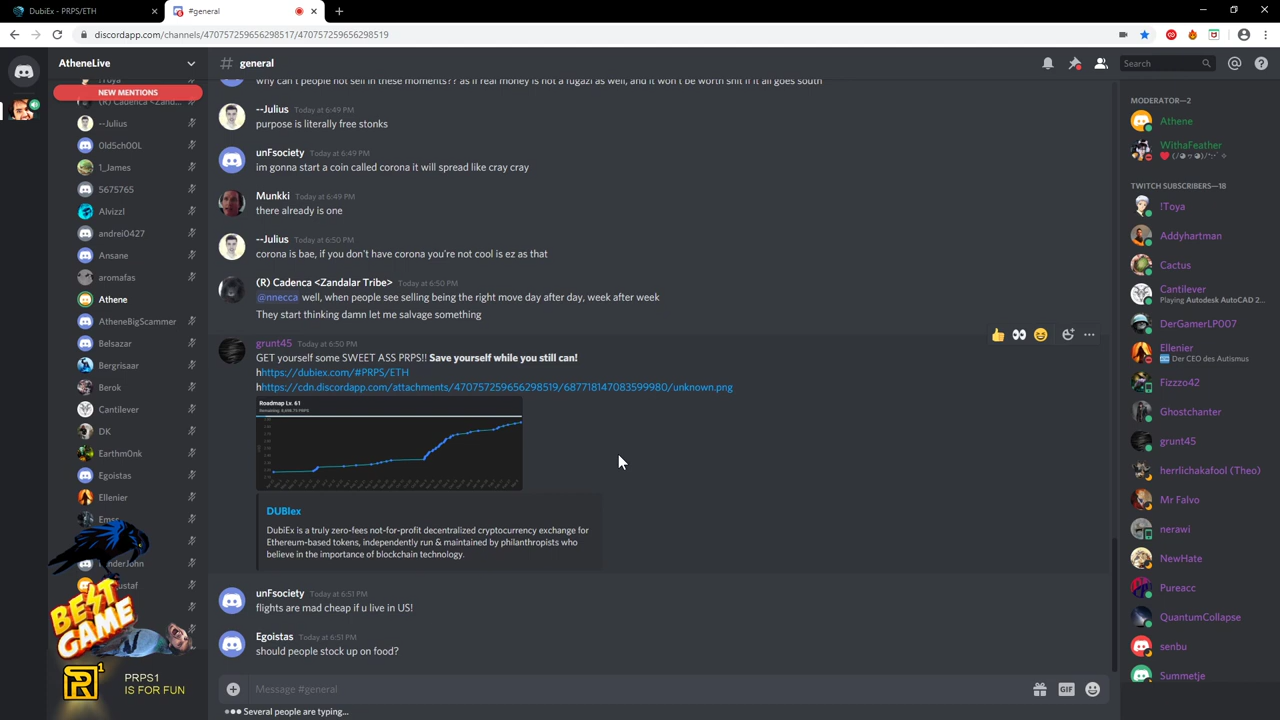 DubiEx - PRPS/ETH
#general
discordapp.com/channels/470757259656298517/470757259656298519
AtheneLive
# general
Search
!Toya
NEW MENTIONS
(R) Cadenca <Zand...
--Julius
0ld5ch00L
1_James
5675765
Alvizzl
andrei0427
Ansane
aromafas
Athene
AtheneBigScammer
Belsazar
Bergrisaar
Berok
Cantilever
DK
Earthm0nk
Egoistas
Ellenier
BEST
GAME
PRPS1
IS FOR FUN
why can't people not sell in these moments?? as if real money is not a fugazi as well, and it won't be worth shit if it all goes south
--Julius Today at 6:49 PM
purpose is literally free stonks
unFsociety Today at 6:49 PM
im gonna start a coin called corona it will spread like cray cray
Munkki Today at 6:49 PM
there already is one
--Julius Today at 6:50 PM
corona is bae, if you don't have corona you're not cool is ez as that
(R) Cadenca <Zandalar Tribe> Today at 6:50 PM
@nnecca well, when people see selling being the right move day after day, week after week
They start thinking damn let me salvage something
grunt45 Today at 6:50 PM
GET yourself some SWEET ASS PRPS!! Save yourself while you still can!
hhttps://dubiex.com/#PRPS/ETH
hhttps://cdn.discordapp.com/attachments/470757259656298519/687718147083599980/unknown.png
Roadmap Lv. 61
DUBIex
DubiEx is a truly zero-fees not-for-profit decentralized cryptocurrency exchange for
Ethereum-based tokens, independently run & maintained by philanthropists who
believe in the importance of blockchain technology.
unFsociety Today at 6:51 PM
flights are mad cheap if u live in US!
Egoistas Today at 6:51 PM
should people stock up on food?
Message #general
GIF
Several people are typing...
MODERATOR—2
Athene
WithaFeather
TWITCH SUBSCRIBERS—18
!Toya
Addyhartman
Cactus
Cantilever
Playing Autodesk AutoCAD 2...
DerGamerLP007
Ellenier
Der CEO des Autismus
Fizzzo42
Ghostchanter
grunt45
herrlichakafool (Theo)
Mr Falvo
nerawi
NewHate
Pureacc
QuantumCollapse
senbu
Summetje